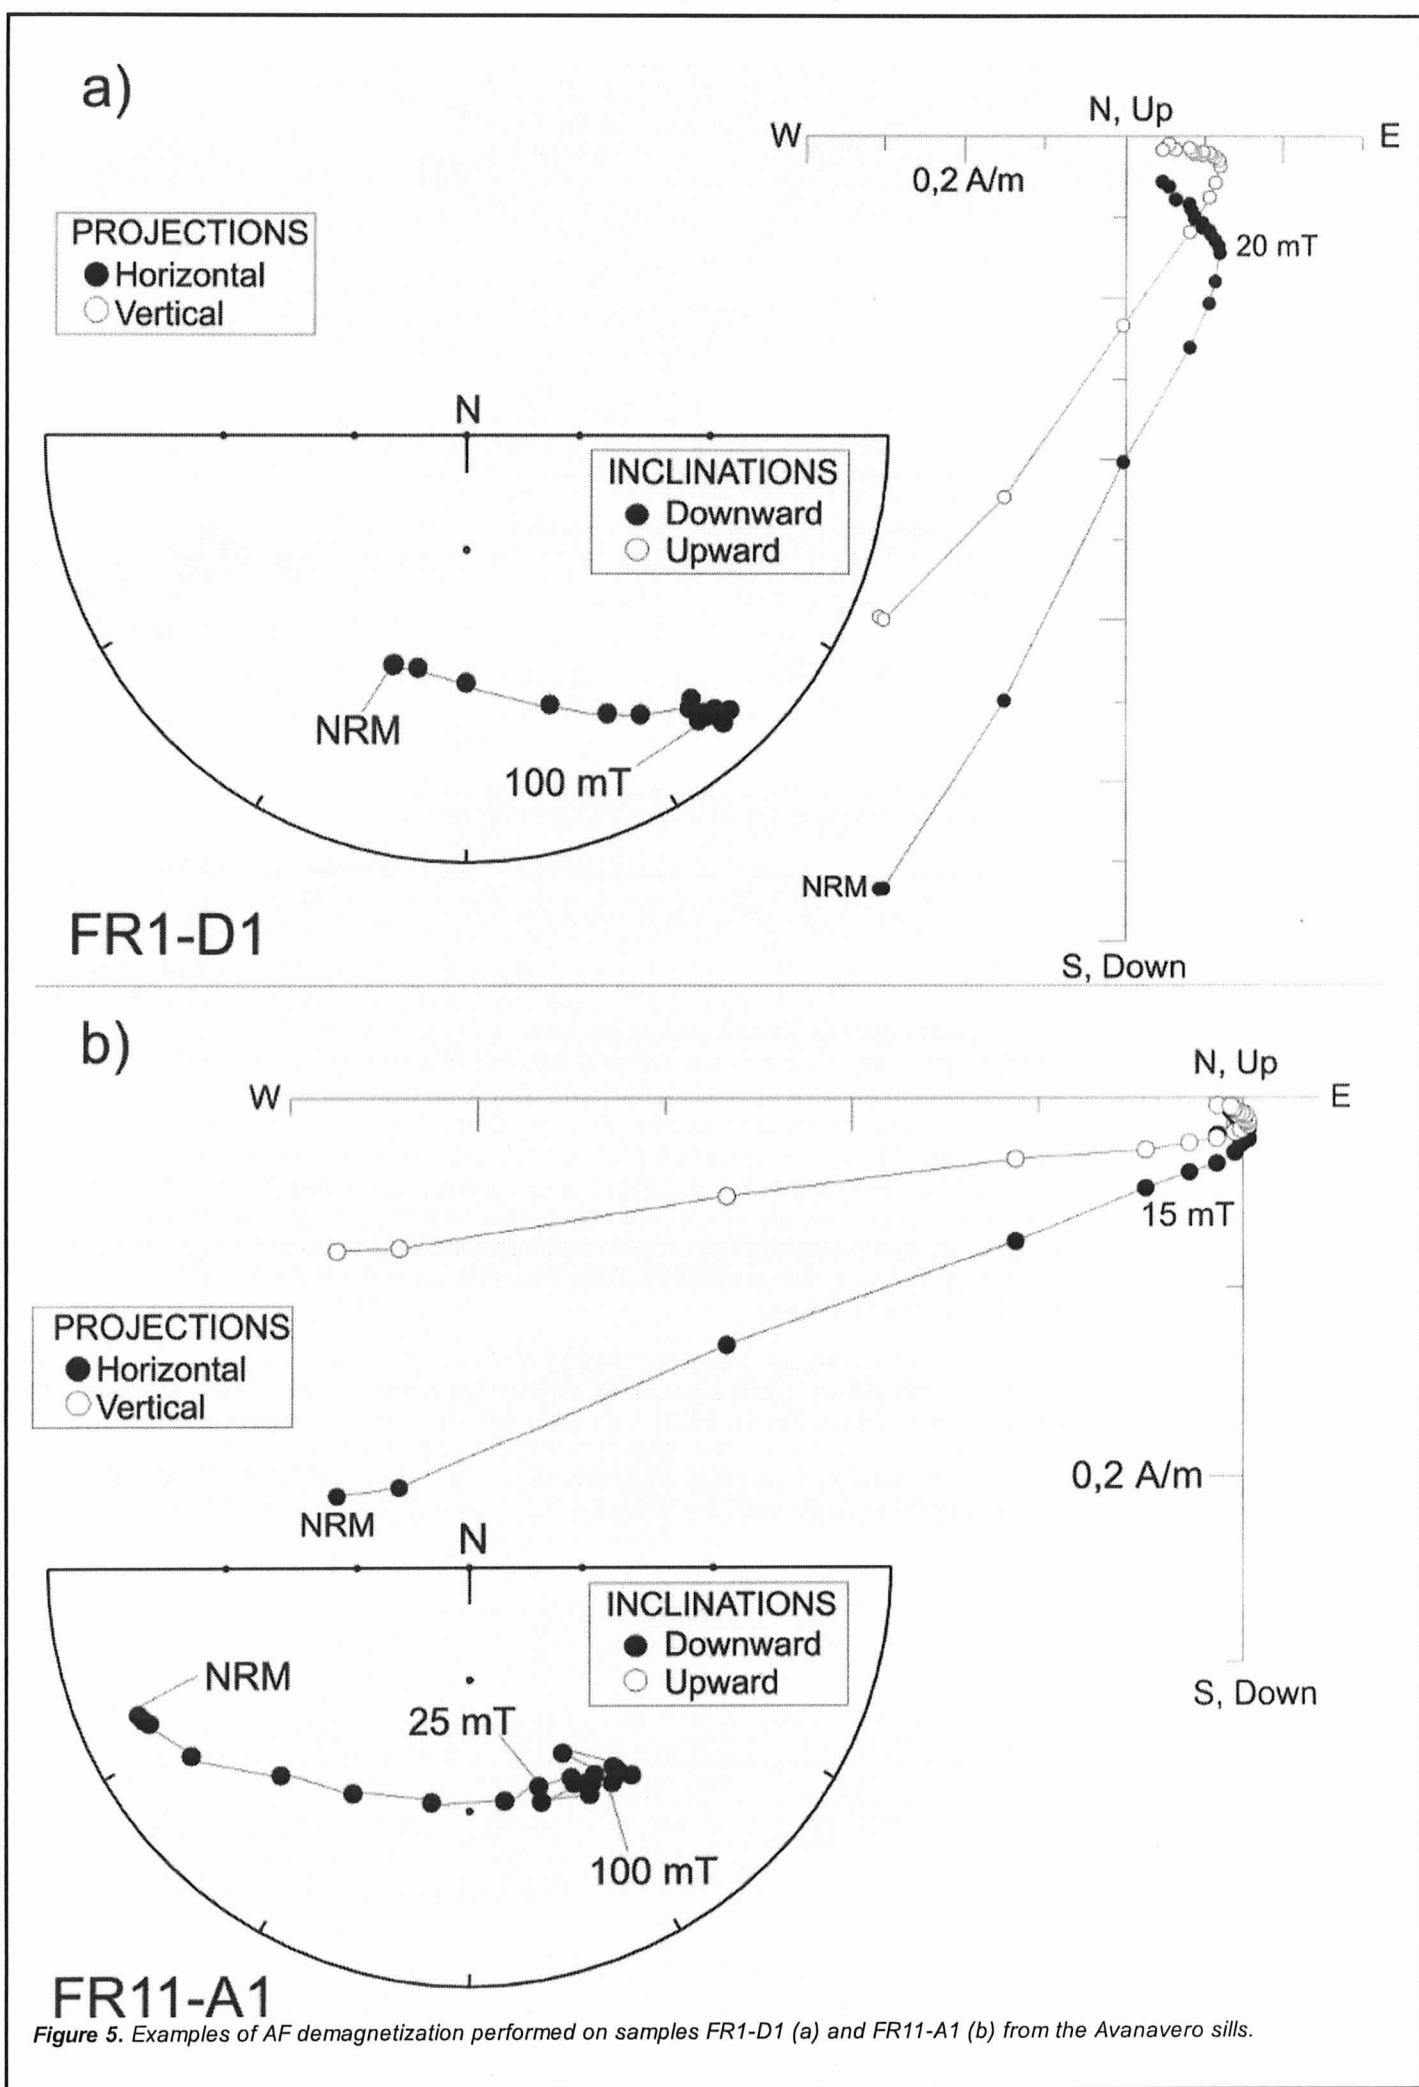 a)
N, Up
W
E
0,2 A/m
PROJECTIONS
Horizontal
Vertical
20 mT
N
INCLINATIONS
Downward
Upward
NRM
100 mT
NRM
FR1-D1
S, Down
b)
N, Up
W
E
15 mT
PROJECTIONS
Horizontal
Vertical
0,2 A/m
NRM
N
INCLINATIONS
Downward
Upward
NRM
25 mT
S, Down
100 mT
FR11-A1
Figure 5. Examples of AF demagnetization performed on samples FR1-D1 (a) and FR11-A1 (b) from the Avanavero sills.